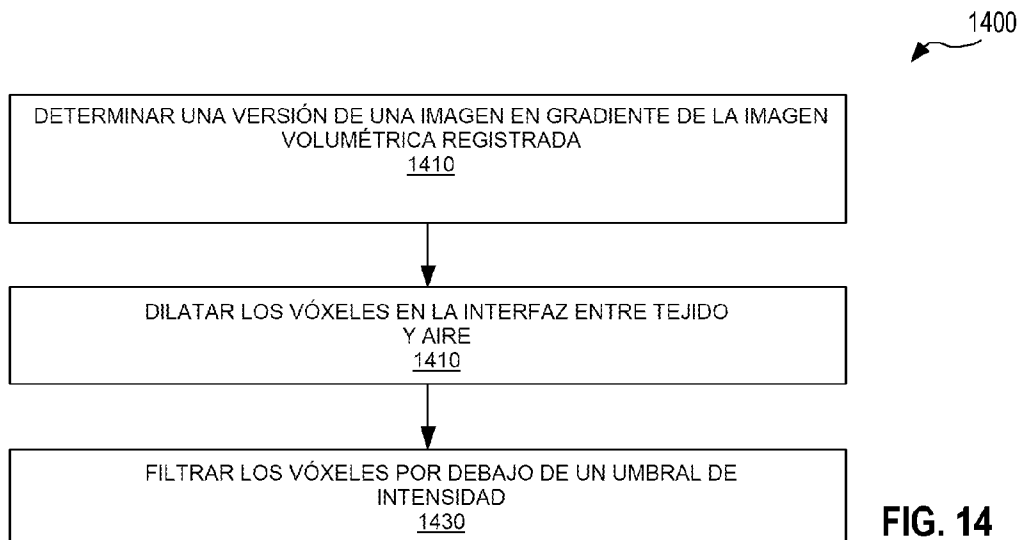 1400
DETERMINAR UNA VERSIÓN DE UNA IMAGEN EN GRADIENTE DE LA IMAGEN
VOLUMÉTRICA REGISTRADA
1410
DILATAR LOS VÓXELES EN LA INTERFAZ ENTRE TEJIDO
Y AIRE
1410
FILTRAR LOS VÓXELES POR DEBAJO DE UN UMBRAL DE
INTENSIDAD
1430
FIG. 14